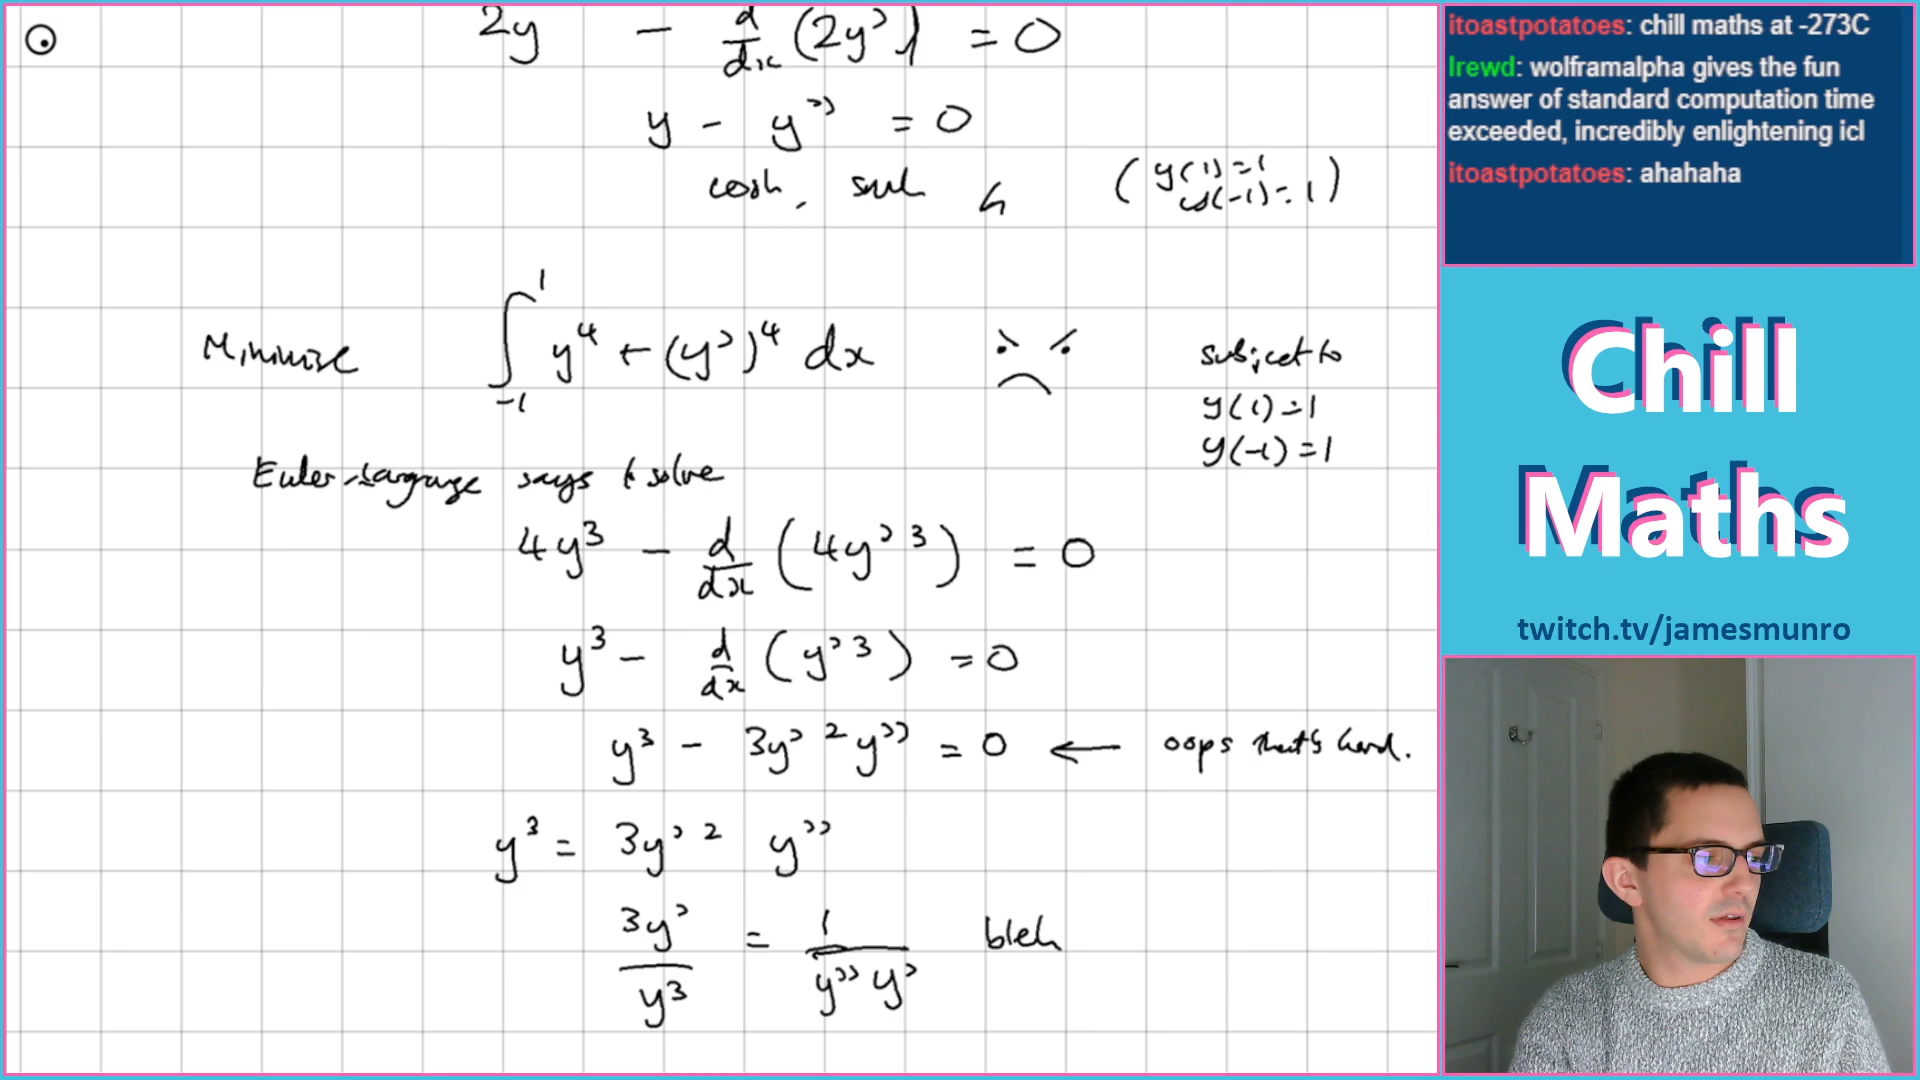 2y - d/dx (2y') = 0
y - y'' = 0
cosh, sinh (y(1)=1
y(-1)=1)
Minimise ∫_{-1}^{1} y⁴ + (y')⁴ dx
subject to
y(1)=1
y(-1)=1
Euler-Lagrange says to solve
4y³ - d/dx (4y'³) = 0
y³ - d/dx (y'³) = 0
y³ - 3y'²y'' = 0 ← oops that's hard.
y³ = 3y'² y''
3y'/y³ = 1/(y''y') bleh
itoastpotatoes: chill maths at -273C
lrewd: wolframalpha gives the fun
answer of standard computation time
exceeded, incredibly enlightening icl
itoastpotatoes: ahahaha
Chill
Maths
twitch.tv/jamesmunro